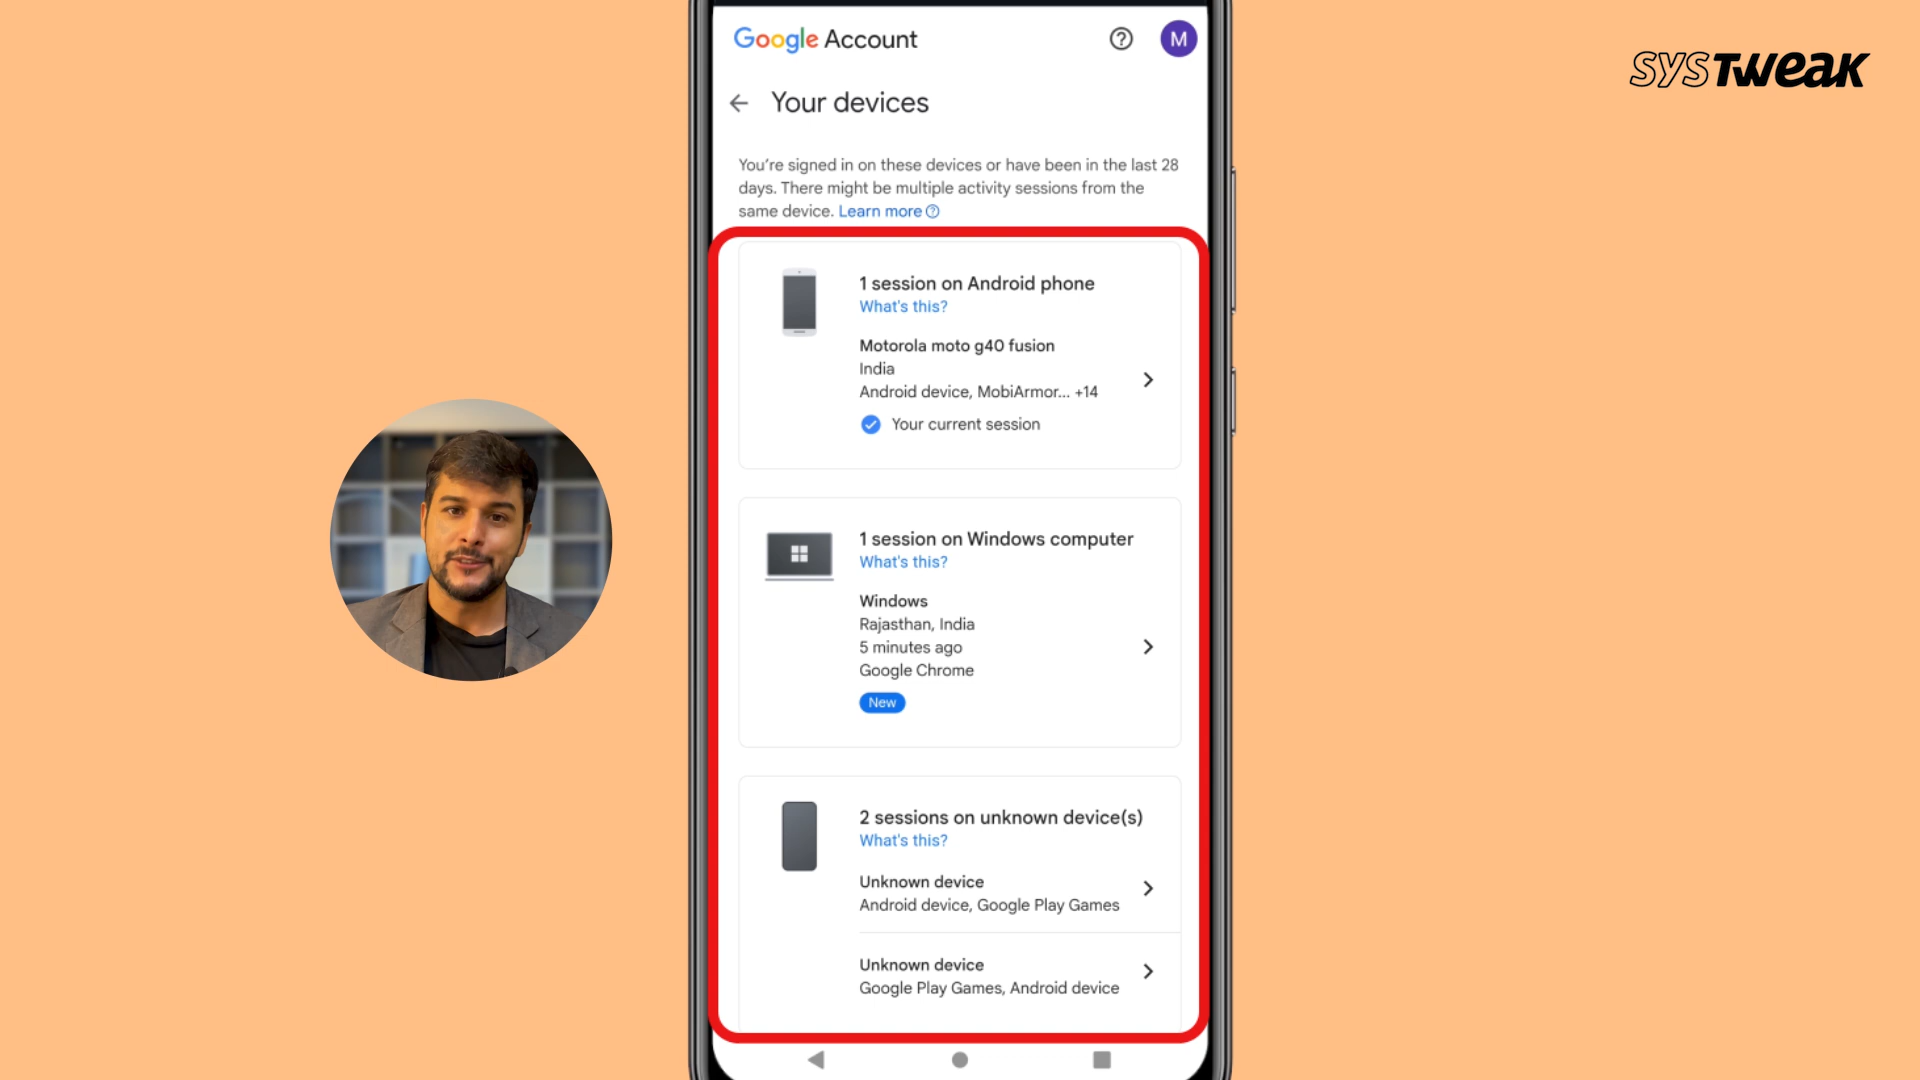 Google Account
M
SYSTweak
Your devices
You're signed in on these devices or have been in the last 28
days. There might be multiple activity sessions from the
same device. Learn more
1 session on Android phone
What's this?
Motorola moto g40 fusion
India
Android device, MobiArmor... +14
Your current session
1 session on Windows computer
What's this?
Windows
Rajasthan, India
5 minutes ago
Google Chrome
New
2 sessions on unknown device(s)
What's this?
Unknown device
Android device, Google Play Games
Unknown device
Google Play Games, Android device